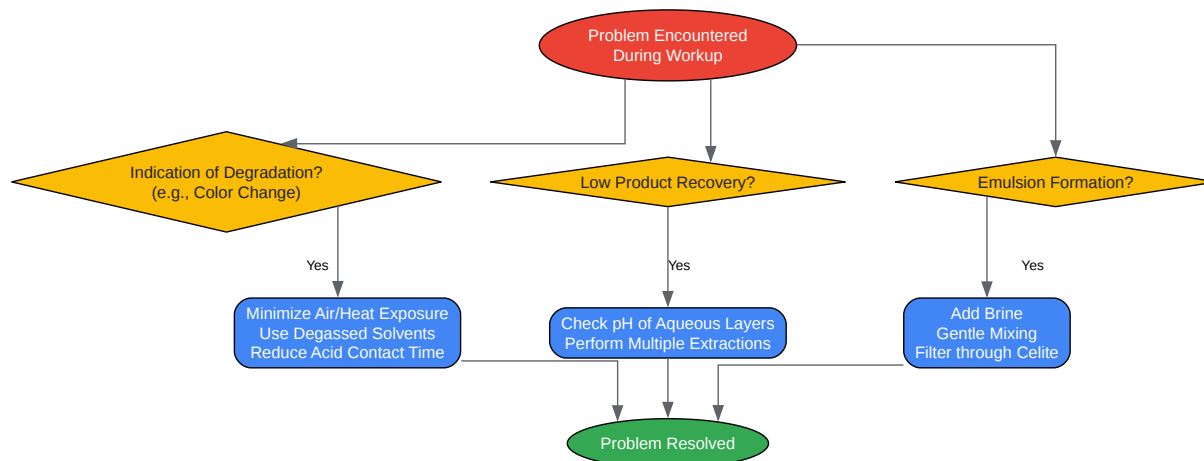 Problem Encountered
During Workup
Indication of Degradation?
(e.g., Color Change)
Low Product Recovery?
Emulsion Formation?
Yes
Yes
Yes
Minimize Air/Heat Exposure
Use Degassed Solvents
Reduce Acid Contact Time
Check pH of Aqueous Layers
Perform Multiple Extractions
Add Brine
Gentle Mixing
Filter through Celite
Problem Resolved